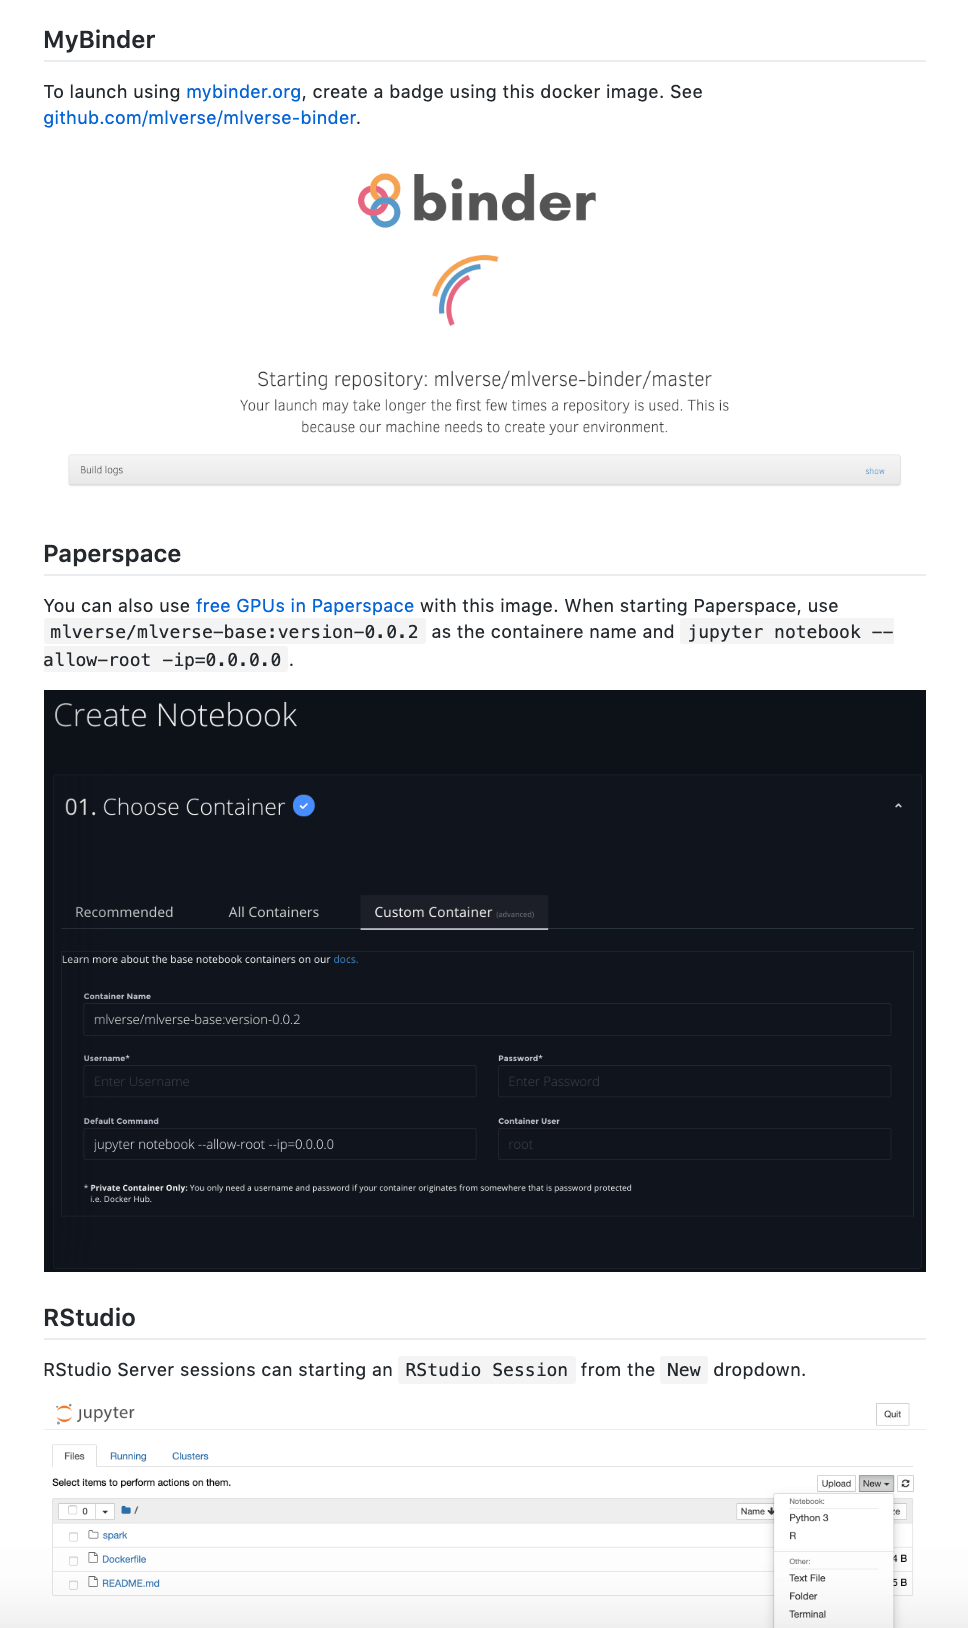 MyBinder
To launch using mybinder.org, create a badge using this docker image. See
github.com/mlverse/mlverse-binder.
binder
Starting repository: mlverse/mlverse-binder/master
Your launch may take longer the first few times a repository is used. This is
because our machine needs to create your environment.
Build logs show
Paperspace
You can also use free GPUs in Paperspace with this image. When starting Paperspace, use
mlverse/mlverse-base:version-0.0.2 as the containere name and jupyter notebook --
allow-root -ip=0.0.0.0.
Create Notebook
01. Choose Container
Recommended All Containers Custom Container (advanced)
Learn more about the base notebook containers on our docs.
Container Name
mlverse/mlverse-base:version-0.0.2
Username* Password*
Enter Username Enter Password
Default Command Container User
jupyter notebook --allow-root --ip=0.0.0.0 root
* Private Container Only: You only need a username and password if your container originates from somewhere that is password protected
i.e. Docker Hub.
RStudio
RStudio Server sessions can starting an RStudio Session from the New dropdown.
jupyter Quit
Files Running Clusters
Select items to perform actions on them. Upload New
0 / Name ze
Notebook:
Python 3
R
spark
Dockerfile 4 B
README.md 5 B
Other:
Text File
Folder
Terminal